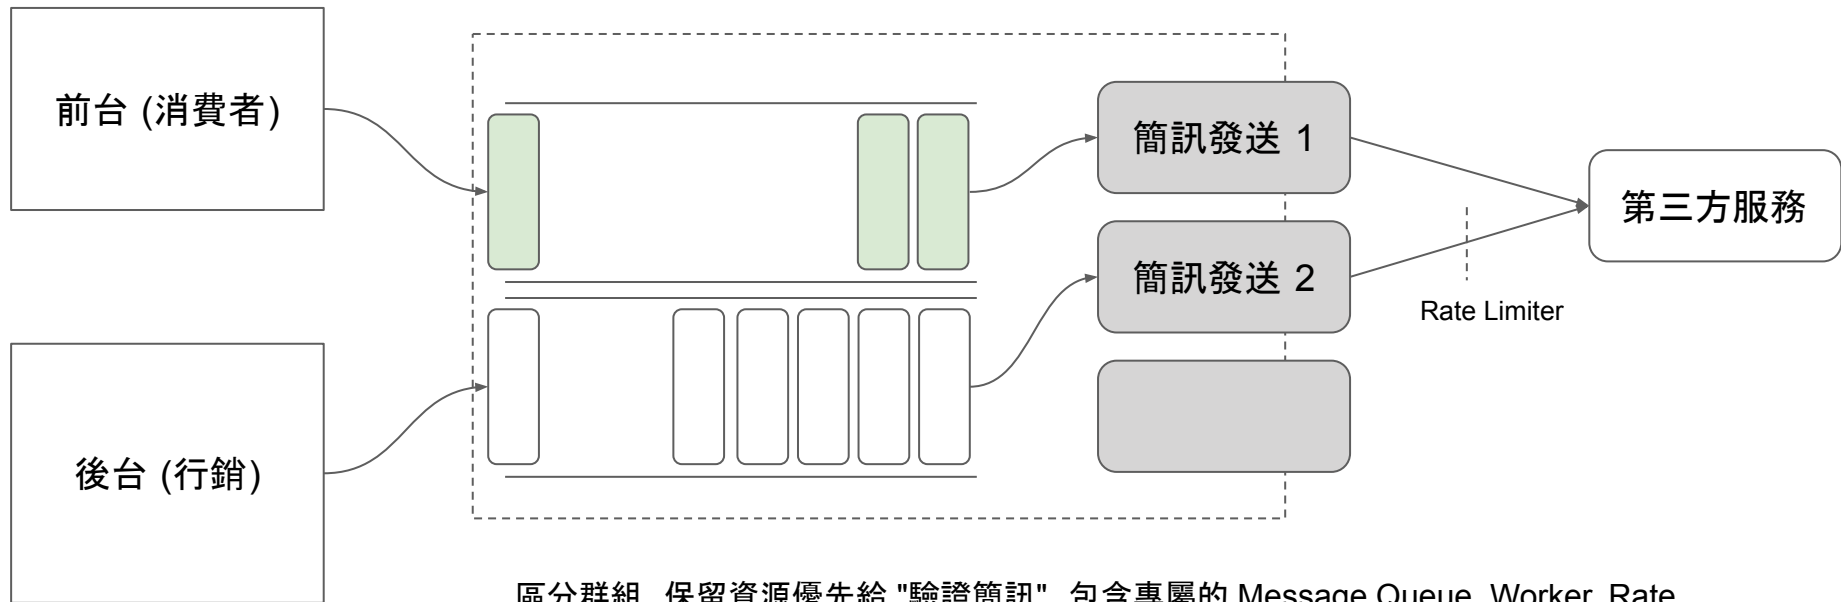 前台 (消費者)
簡訊發送 1
第三方服務
簡訊發送 2
Rate Limiter
後台 (行銷)
區分群組, 保留資源優先給 "驗證簡訊", 包含專屬的 Message Queue, Worker, Rate